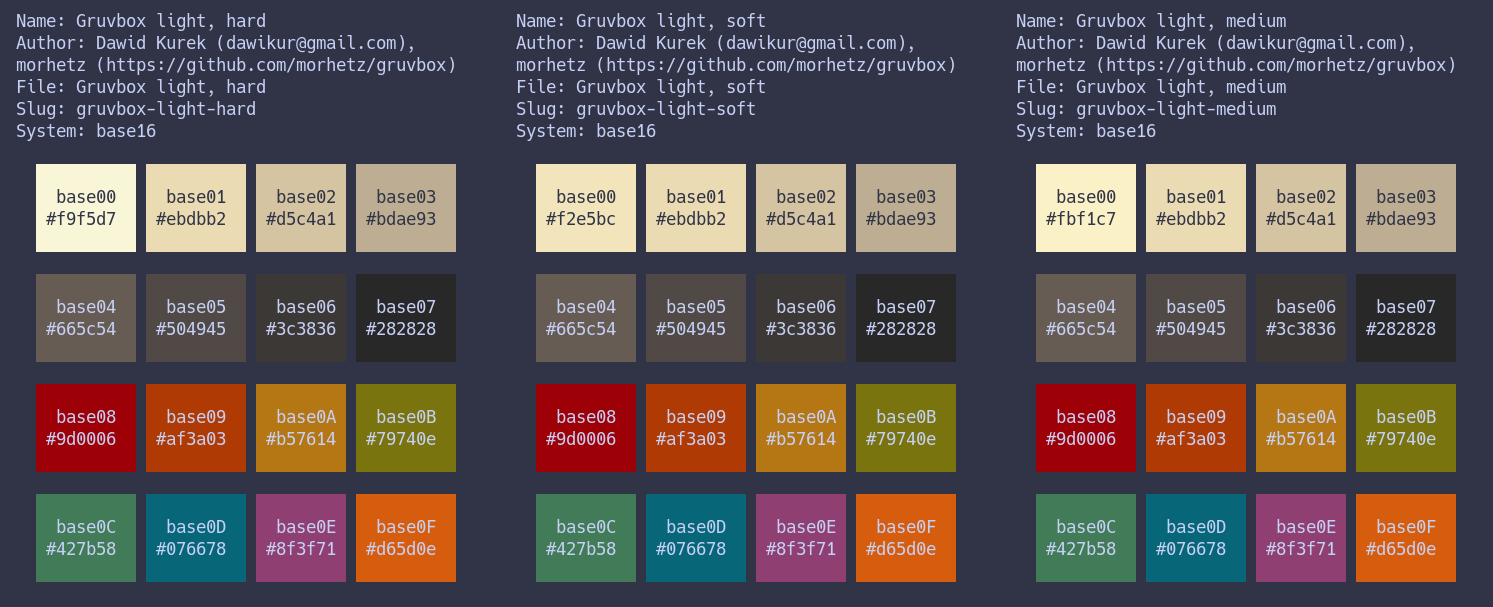 Name: Gruvbox light, hard
Author: Dawid Kurek (dawikur@gmail.com),
morhetz (https://github.com/morhetz/gruvbox)
File: Gruvbox light, hard
Slug: gruvbox-light-hard
System: base16
base00 base01 base02 base03
#f9f5d7 #ebdbb2 #d5c4a1 #bdae93
base04 base05 base06 base07
#665c54 #504945 #3c3836 #282828
base08 base09 base0A base0B
#9d0006 #af3a03 #b57614 #79740e
base0C base0D base0E base0F
#427b58 #076678 #8f3f71 #d65d0e
Name: Gruvbox light, soft
Author: Dawid Kurek (dawikur@gmail.com),
morhetz (https://github.com/morhetz/gruvbox)
File: Gruvbox light, soft
Slug: gruvbox-light-soft
System: base16
base00 base01 base02 base03
#f2e5bc #ebdbb2 #d5c4a1 #bdae93
base04 base05 base06 base07
#665c54 #504945 #3c3836 #282828
base08 base09 base0A base0B
#9d0006 #af3a03 #b57614 #79740e
base0C base0D base0E base0F
#427b58 #076678 #8f3f71 #d65d0e
Name: Gruvbox light, medium
Author: Dawid Kurek (dawikur@gmail.com),
morhetz (https://github.com/morhetz/gruvbox)
File: Gruvbox light, medium
Slug: gruvbox-light-medium
System: base16
base00 base01 base02 base03
#fbf1c7 #ebdbb2 #d5c4a1 #bdae93
base04 base05 base06 base07
#665c54 #504945 #3c3836 #282828
base08 base09 base0A base0B
#9d0006 #af3a03 #b57614 #79740e
base0C base0D base0E base0F
#427b58 #076678 #8f3f71 #d65d0e